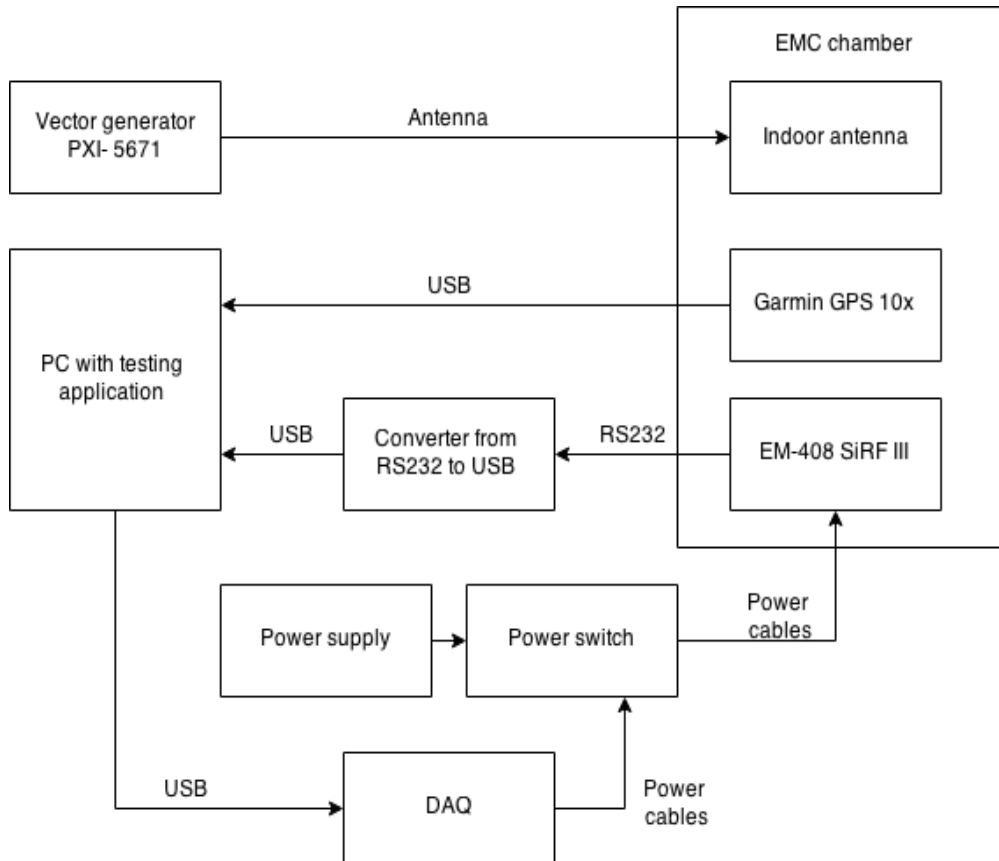 EMC chamber
Vector generator
PXI- 5671
Antenna
Indoor antenna
USB
Garmin GPS 10x
PC with testing
application
USB
Converter from
RS232 to USB
RS232
EM-408 SiRF III
Power supply
Power switch
Power
cables
USB
DAQ
Power
cables